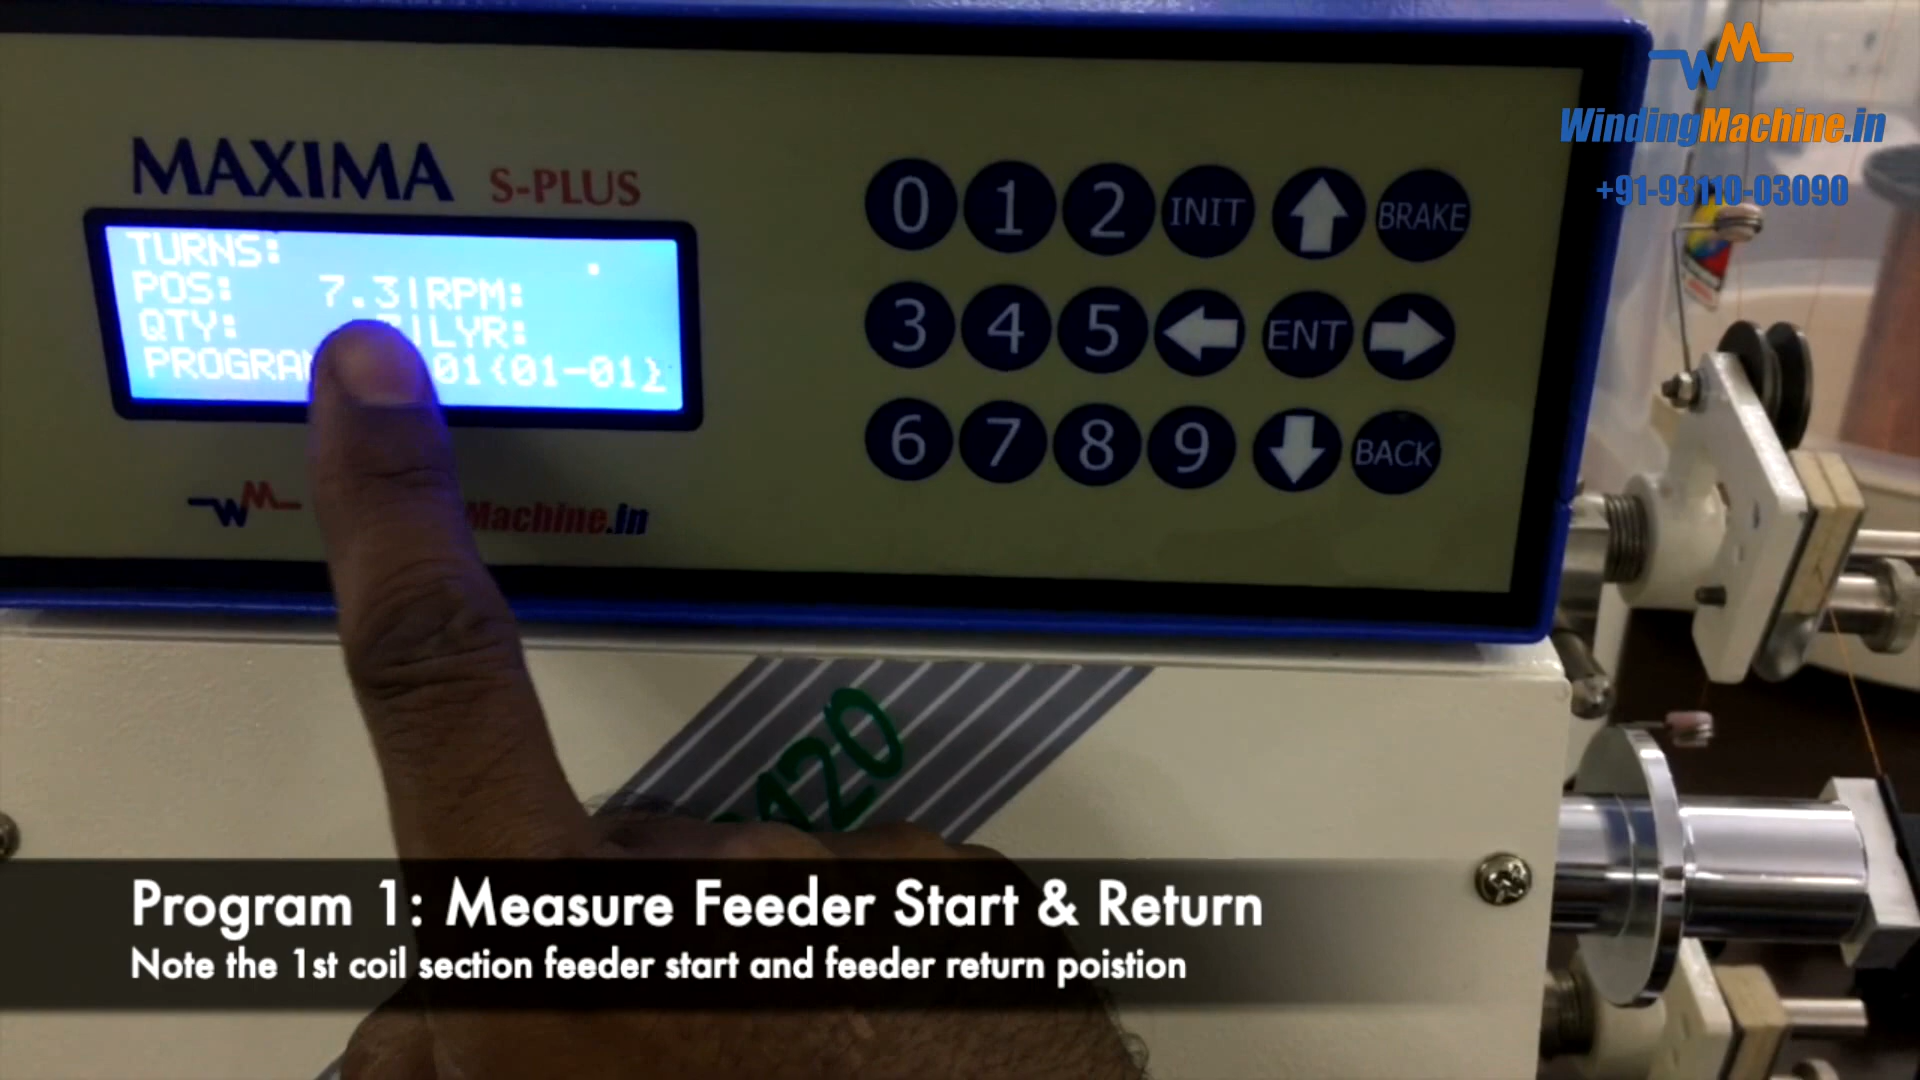 WindingMachine.in
+91-93110-03090
MAXIMA S-PLUS
TURNS:
POS: 7.3|RPM:
QTY: |LYR:
01{01-01}
Machine.in
0 1 2 INIT BRAKE
3 4 5 ENT
6 7 8 9 BACK
120
Program 1: Measure Feeder Start & Return
Note the 1st coil section feeder start and feeder return poistion